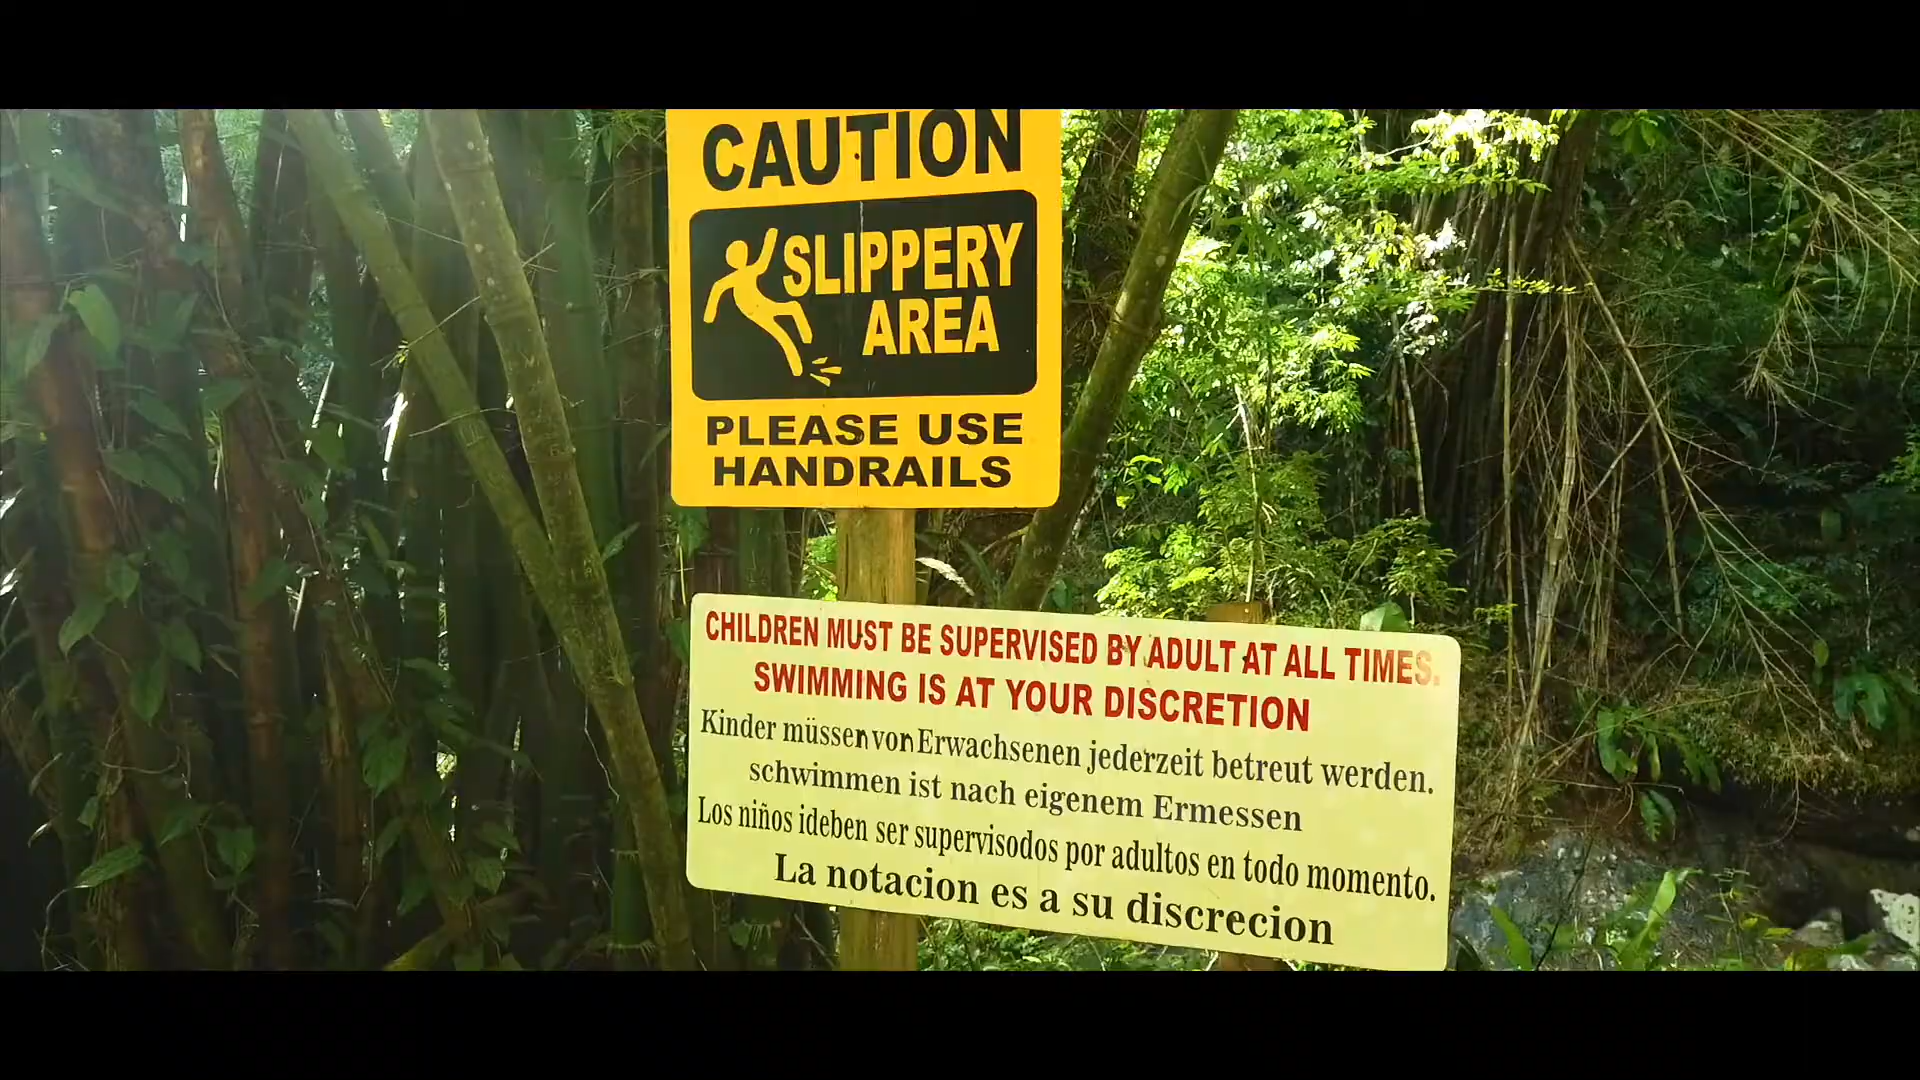 CAUTION
SLIPPERY
AREA
PLEASE USE
HANDRAILS
CHILDREN MUST BE SUPERVISED BY ADULT AT ALL TIMES.
SWIMMING IS AT YOUR DISCRETION
Kinder müssen von Erwachsenen jederzeit betreut werden.
schwimmen ist nach eigenem Ermessen
Los niños ideben ser supervisodos por adultos en todo momento.
La notacion es a su discrecion